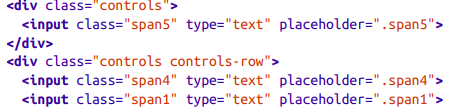 <div class="controls">
<input class="span5" type="text" placeholder=".span5">
</div>
<div class="controls controls-row">
<input class="span4" type="text" placeholder=".span4">
<input class="span1" type="text" placeholder=".span1">